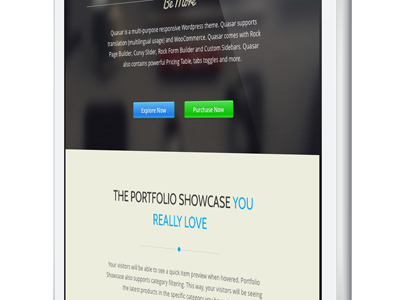 Be More
Quasar is a multi-purpose responsive Wordpress theme. Quasar supports
translation (multilingual usage) and WooCommerce. Quasar comes with Rock
Page Builder, Curvy Slider, Rock Form Builder and Custom Sidebars. Quasar
also contains powerful Pricing Table, tabs toggles and more.
Explore Now
Purchase Now
THE PORTFOLIO SHOWCASE YOU
REALLY LOVE
Your visitors will be able to see a quick item preview when hovered. Portfolio
Showcase also supports category filtering. This way, your visitors will be seeing
the latest products in the specific category you